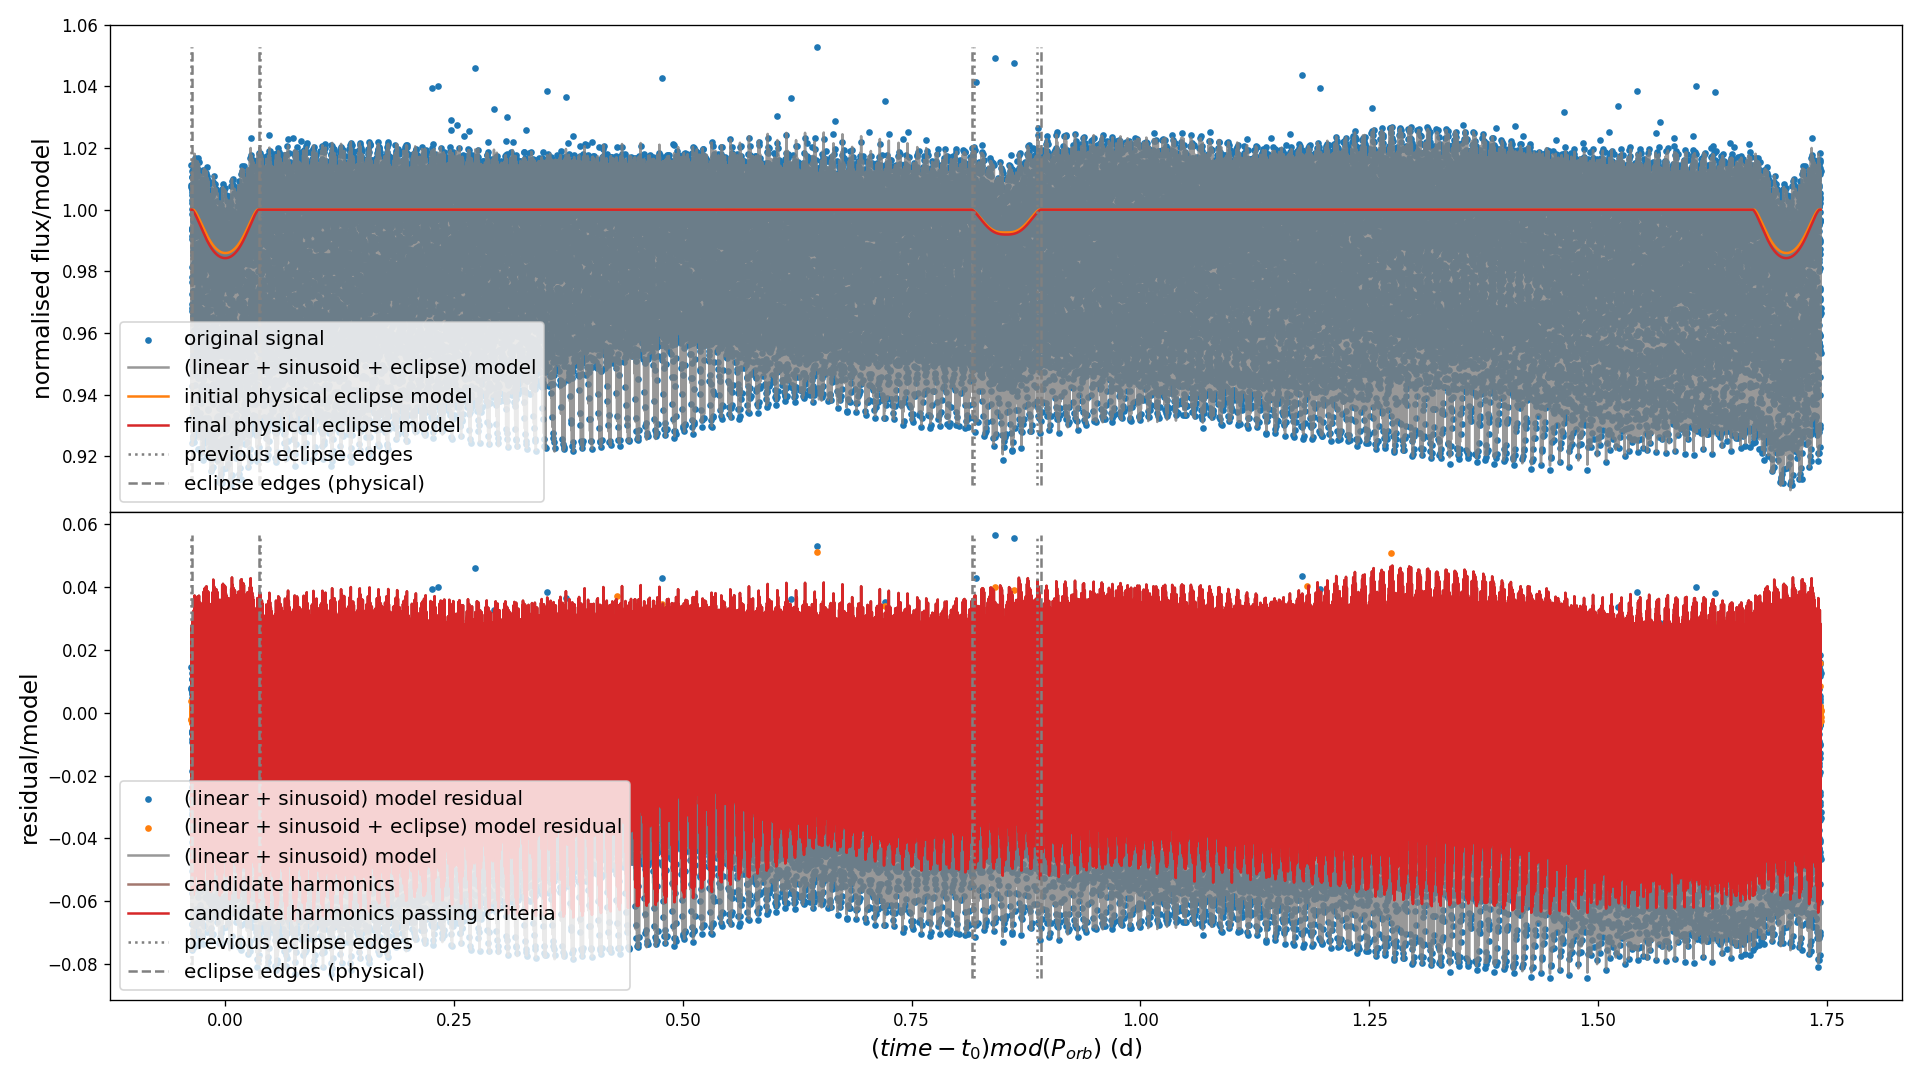 1.06
1.04
1.02
1.00
0.98
0.96
0.94
0.92
normalised flux/model
original signal
(linear + sinusoid + eclipse) model
initial physical eclipse model
final physical eclipse model
previous eclipse edges
eclipse edges (physical)
0.06
0.04
0.02
0.00
−0.02
−0.04
−0.06
−0.08
residual/model
(linear + sinusoid) model residual
(linear + sinusoid + eclipse) model residual
(linear + sinusoid) model
candidate harmonics
candidate harmonics passing criteria
previous eclipse edges
eclipse edges (physical)
0.00 0.25 0.50 0.75 1.00 1.25 1.50 1.75
(time − t₀)mod(P_orb) (d)